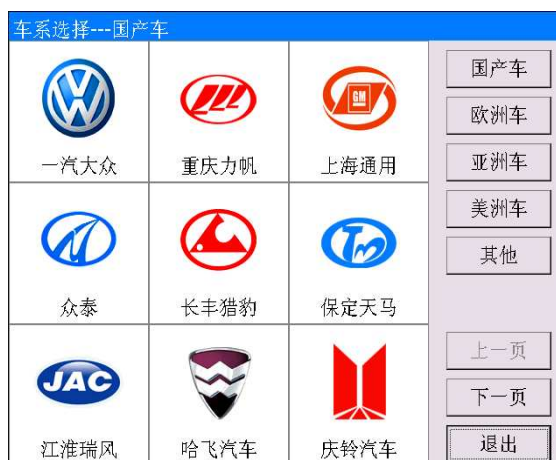 车系选择---国产车
GM
一汽大众
重庆力帆
上海通用
众泰
长丰猎豹
保定天马
JAC
江淮瑞风
哈飞汽车
庆铃汽车
国产车
欧洲车
亚洲车
美洲车
其他
上一页
下一页
退出